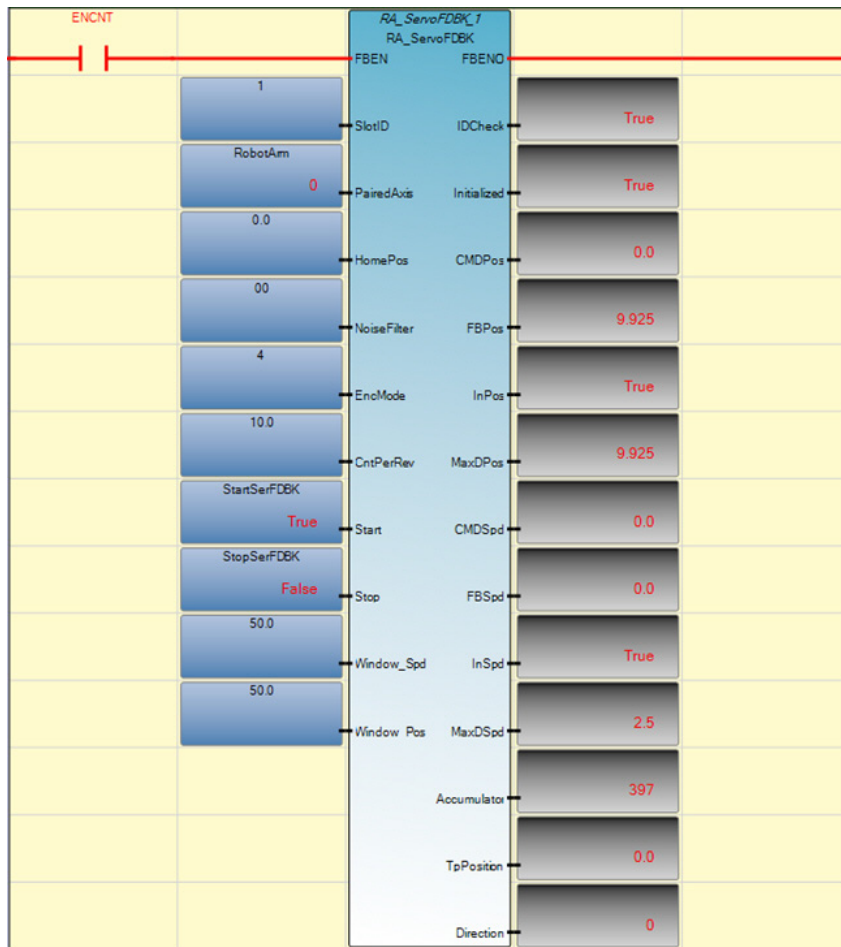 ENCNT
RA_ServoFDBK_1
RA_ServoFDBK
FBEN FBENO
1
SlotID IDCheck True
RobotArm
0 PairedAxis Initialized True
0.0
HomePos CMDPos 0.0
00
NoiseFilter FBPos 9.925
4
EncMode InPos True
10.0
CntPerRev MaxDPos 9.925
StartSerFDBK
True Start CMDSpd 0.0
StopSerFDBK
False Stop FBSpd 0.0
50.0
Window_Spd InSpd True
50.0
Window Pos MaxDSpd 2.5
Accumulator 397
TpPosition 0.0
Direction 0